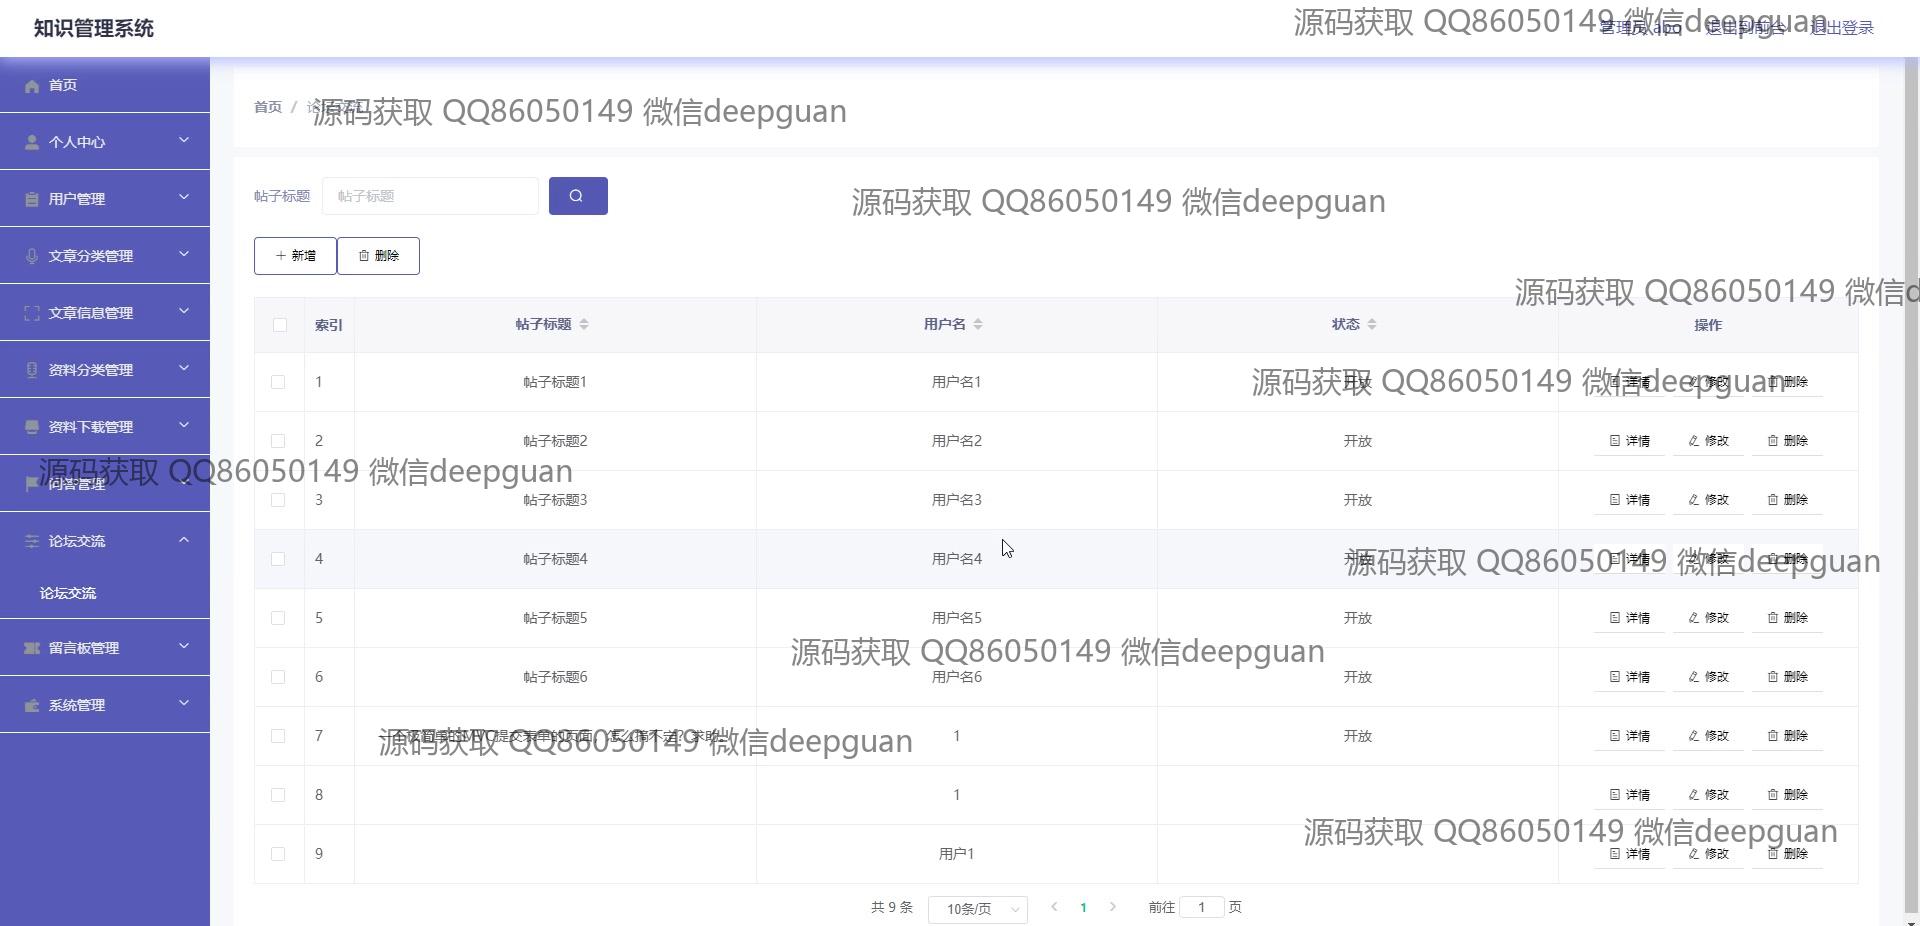 知识管理系统
源码获取 QQ86050149 微信deepguan
管理员 abo 退出到前台 退出登录
首页
个人中心
用户管理
文章分类管理
文章信息管理
资料分类管理
资料下载管理
问答管理
论坛交流
论坛交流
留言板管理
系统管理
首页 / 论坛交流
源码获取 QQ86050149 微信deepguan
帖子标题 帖子标题
源码获取 QQ86050149 微信deepguan
新增 删除
源码获取 QQ86050149 微信d
索引 帖子标题 用户名 状态 操作
1 帖子标题1 用户名1 开放 详情 修改 删除
源码获取 QQ86050149 微信deepguan
2 帖子标题2 用户名2 开放 详情 修改 删除
源码获取 QQ86050149 微信deepguan
3 帖子标题3 用户名3 开放 详情 修改 删除
4 帖子标题4 用户名4 开放 详情 修改 删除
源码获取 QQ86050149 微信deepguan
5 帖子标题5 用户名5 开放 详情 修改 删除
源码获取 QQ86050149 微信deepguan
6 帖子标题6 用户名6 开放 详情 修改 删除
7 提交表单的页面，怎么搞不定？求助 1 开放 详情 修改 删除
源码获取 QQ86050149 微信deepguan
8 1 详情 修改 删除
源码获取 QQ86050149 微信deepguan
9 用户1 详情 修改 删除
共 9 条 10条/页 1 前往 1 页